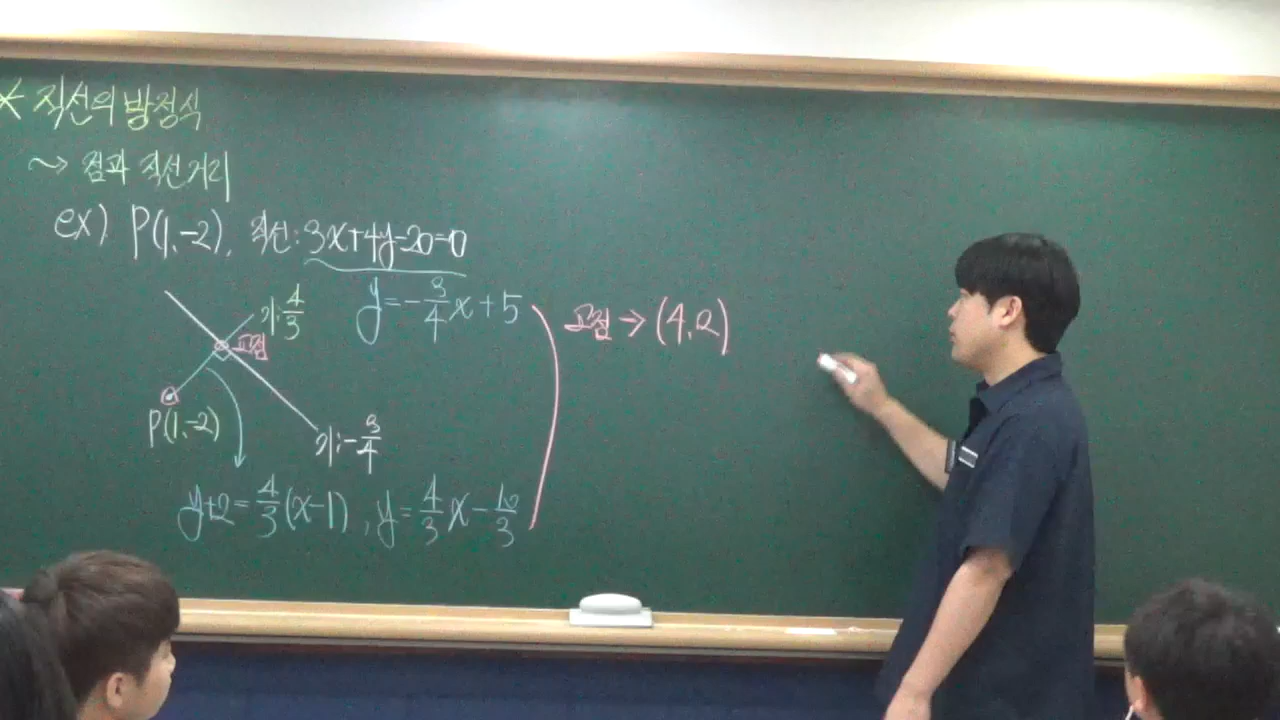 * 직선의 방정식
~> 점과 직선거리
ex) P(1,-2), 직선: 3x+4y-20=0
y=-3/4x+5
기:4/3
교점
P(1,-2)
기:-3/4
y+2=4/3(x-1), y=4/3x-10/3
교점→(4,2)